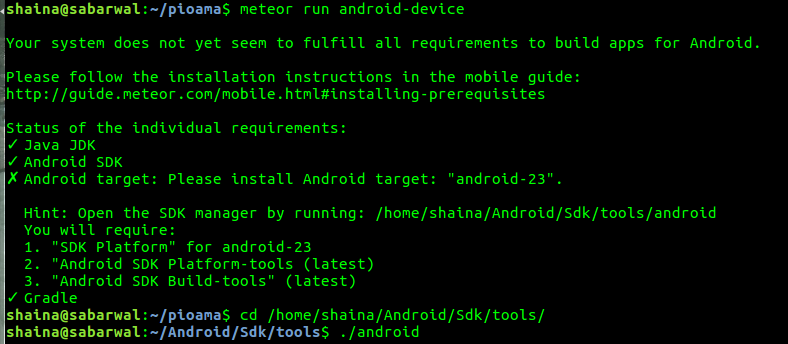 shaina@sabarwal:~/pioama$ meteor run android-device
Your system does not yet seem to fulfill all requirements to build apps for Android.
Please follow the installation instructions in the mobile guide:
http://guide.meteor.com/mobile.html#installing-prerequisites
Status of the individual requirements:
✓ Java JDK
✓ Android SDK
✗ Android target: Please install Android target: "android-23".
Hint: Open the SDK manager by running: /home/shaina/Android/Sdk/tools/android
You will require:
1. "SDK Platform" for android-23
2. "Android SDK Platform-tools (latest)
3. "Android SDK Build-tools" (latest)
✓ Gradle
shaina@sabarwal:~/pioama$ cd /home/shaina/Android/Sdk/tools/
shaina@sabarwal:~/Android/Sdk/tools$ ./android